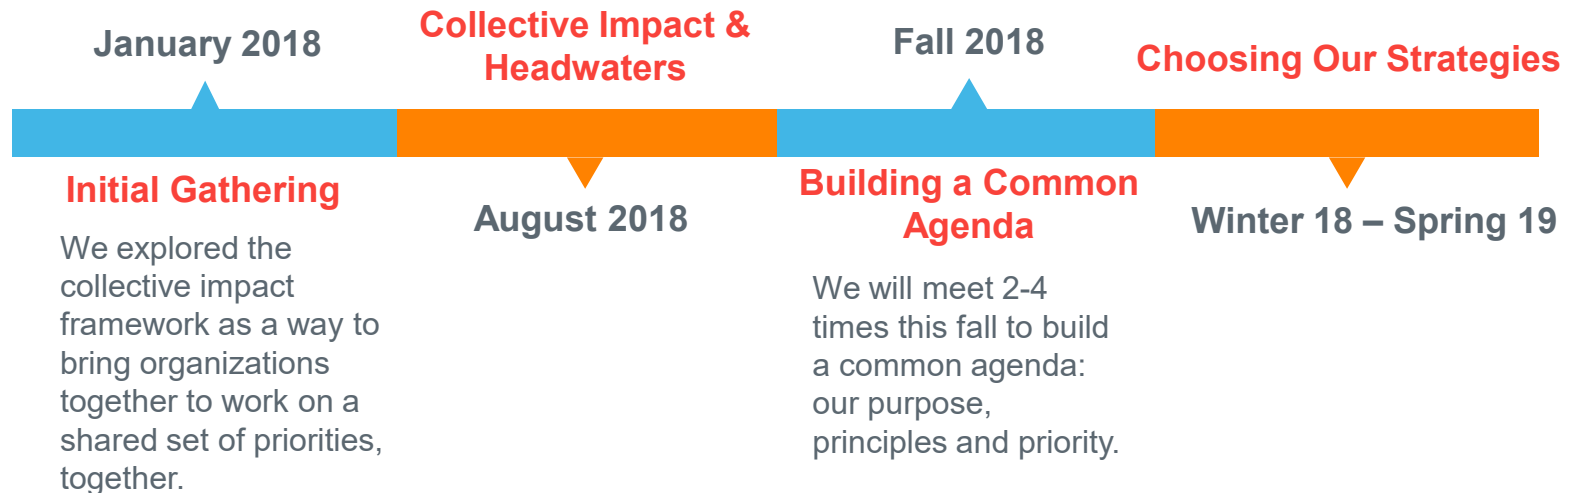 January 2018
Initial Gathering
We explored the
collective impact
framework as a way to
bring organizations
together to work on a
shared set of priorities,
together.
Collective Impact &
Headwaters
August 2018
Fall 2018
Building a Common
Agenda
We will meet 2-4
times this fall to build
a common agenda:
our purpose,
principles and priority.
Choosing Our Strategies
Winter 18 – Spring 19